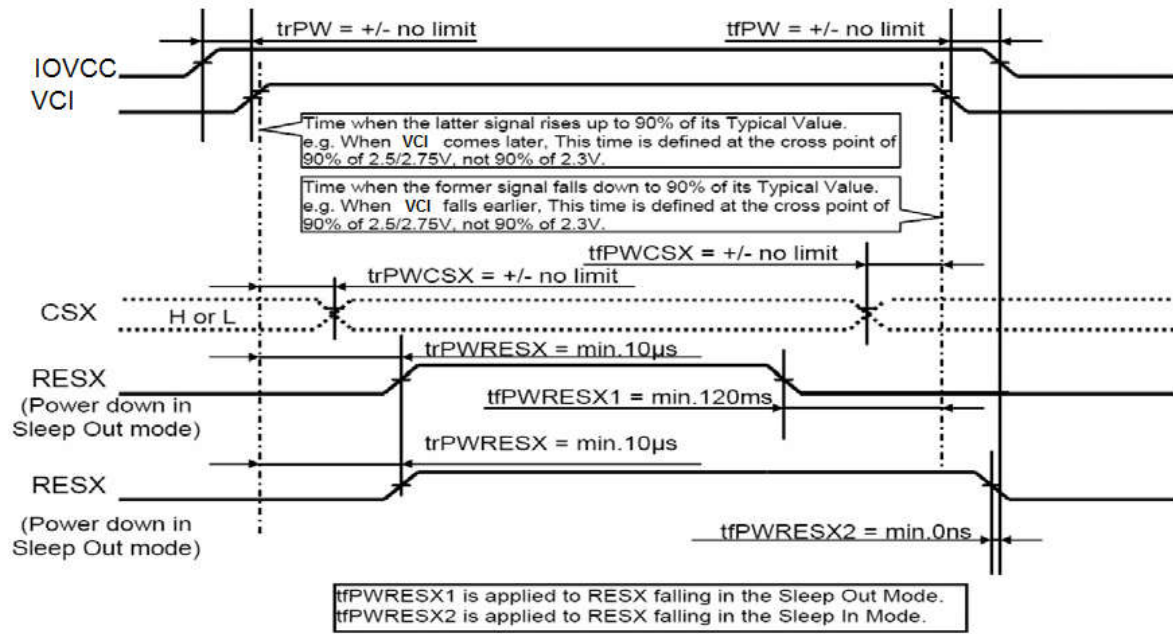 trPW = +/- no limit
tfPW = +/- no limit
IOVCC
VCI
Time when the latter signal rises up to 90% of its Typical Value.
e.g. When VCI comes later, This time is defined at the cross point of
90% of 2.5/2.75V, not 90% of 2.3V.
Time when the former signal falls down to 90% of its Typical Value.
e.g. When VCI falls earlier, This time is defined at the cross point of
90% of 2.5/2.75V, not 90% of 2.3V.
tfPWCSX = +/- no limit
trPWCSX = +/- no limit
CSX
H or L
trPWRESX = min.10µs
RESX
(Power down in
Sleep Out mode)
tfPWRESX1 = min.120ms
trPWRESX = min.10µs
RESX
(Power down in
Sleep Out mode)
tfPWRESX2 = min.0ns
tfPWRESX1 is applied to RESX falling in the Sleep Out Mode.
tfPWRESX2 is applied to RESX falling in the Sleep In Mode.